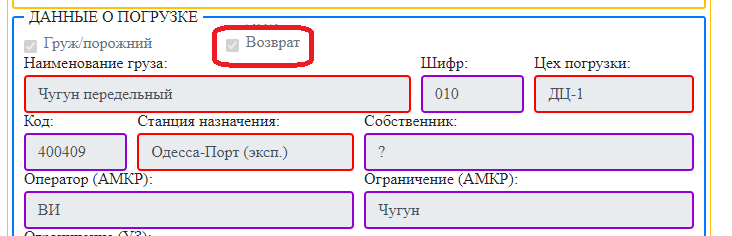 ДАННЫЕ О ПОГРУЗКЕ
Груж/порожний Возврат
Наименование груза: Шифр: Цех погрузки:
Чугун передельный 010 ДЦ-1
Код: Станция назначения: Собственник:
400409 Одесса-Порт (эксп.) ?
Оператор (АМКР): Ограничение (АМКР):
ВИ Чугун